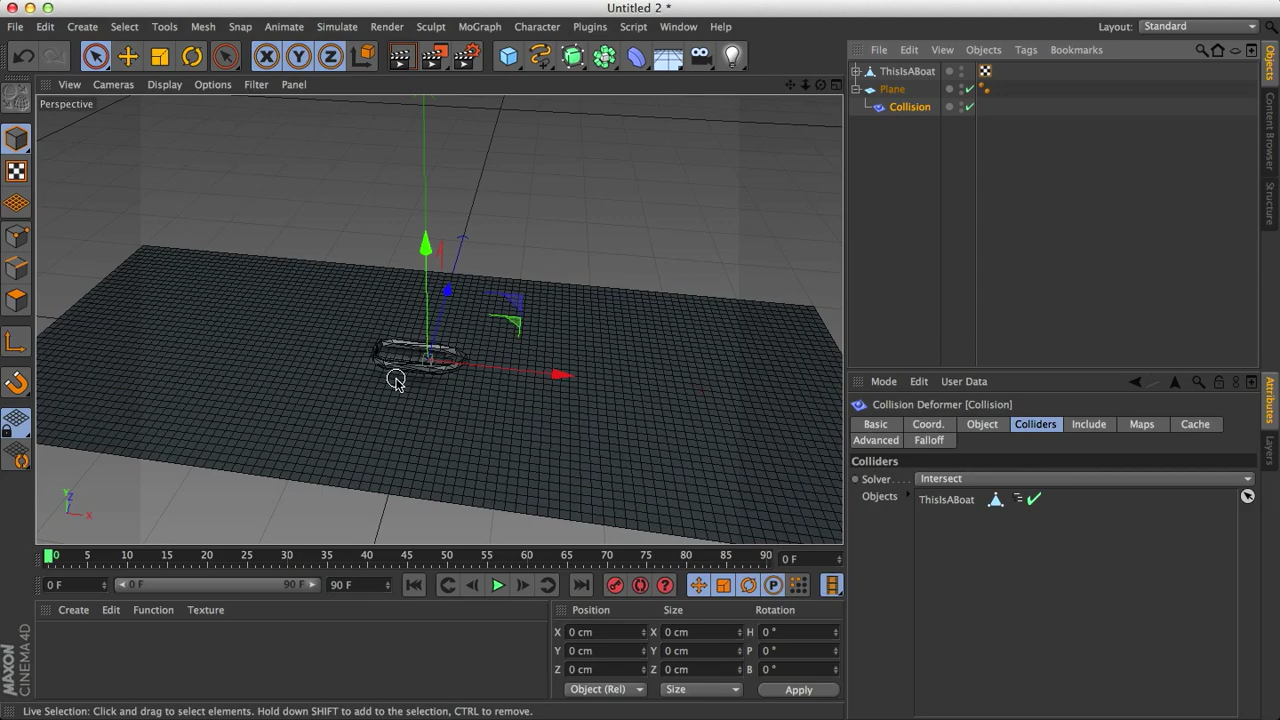 Untitled 2 *
File Edit Create Select Tools Mesh Snap Animate Simulate Render Sculpt MoGraph Character Plugins Script Window Help
Layout: Standard
File Edit View Objects Tags Bookmarks
View Cameras Display Options Filter Panel
Perspective
ThisIsABoat
Plane
Collision
Objects
Content Browser
Structure
Y
Z
X
Mode Edit User Data
Collision Deformer [Collision]
Basic Coord. Object Colliders Include Maps Cache
Advanced Falloff
Colliders
Solver Intersect
Objects ThisIsABoat
Attributes
Layers
0 5 10 15 20 25 30 35 40 45 50 55 60 65 70 75 80 85 90 0 F
0 F 0 F 90 F 90 F
Create Edit Function Texture
Position Size Rotation
X 0 cm X 0 cm H 0 °
Y 0 cm Y 0 cm P 0 °
Z 0 cm Z 0 cm B 0 °
Object (Rel) Size Apply
MAXON
CINEMA 4D
Live Selection: Click and drag to select elements. Hold down SHIFT to add to the selection, CTRL to remove.